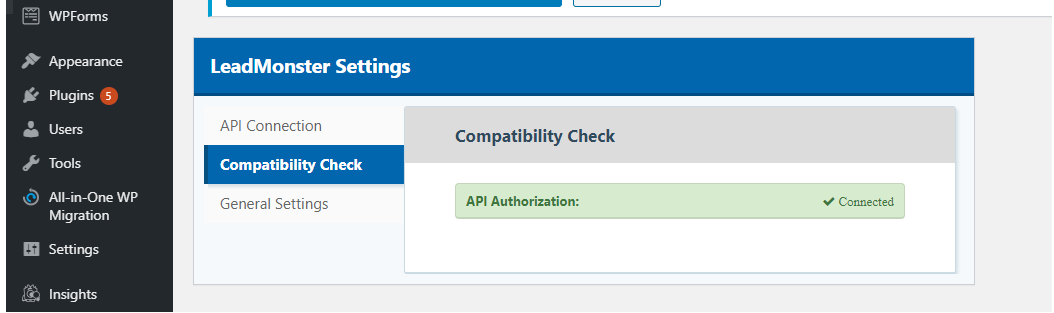 WPForms
Appearance
Plugins 5
Users
Tools
All-in-One WP
Migration
Settings
Insights
LeadMonster Settings
API Connection
Compatibility Check
General Settings
Compatibility Check
API Authorization: Connected